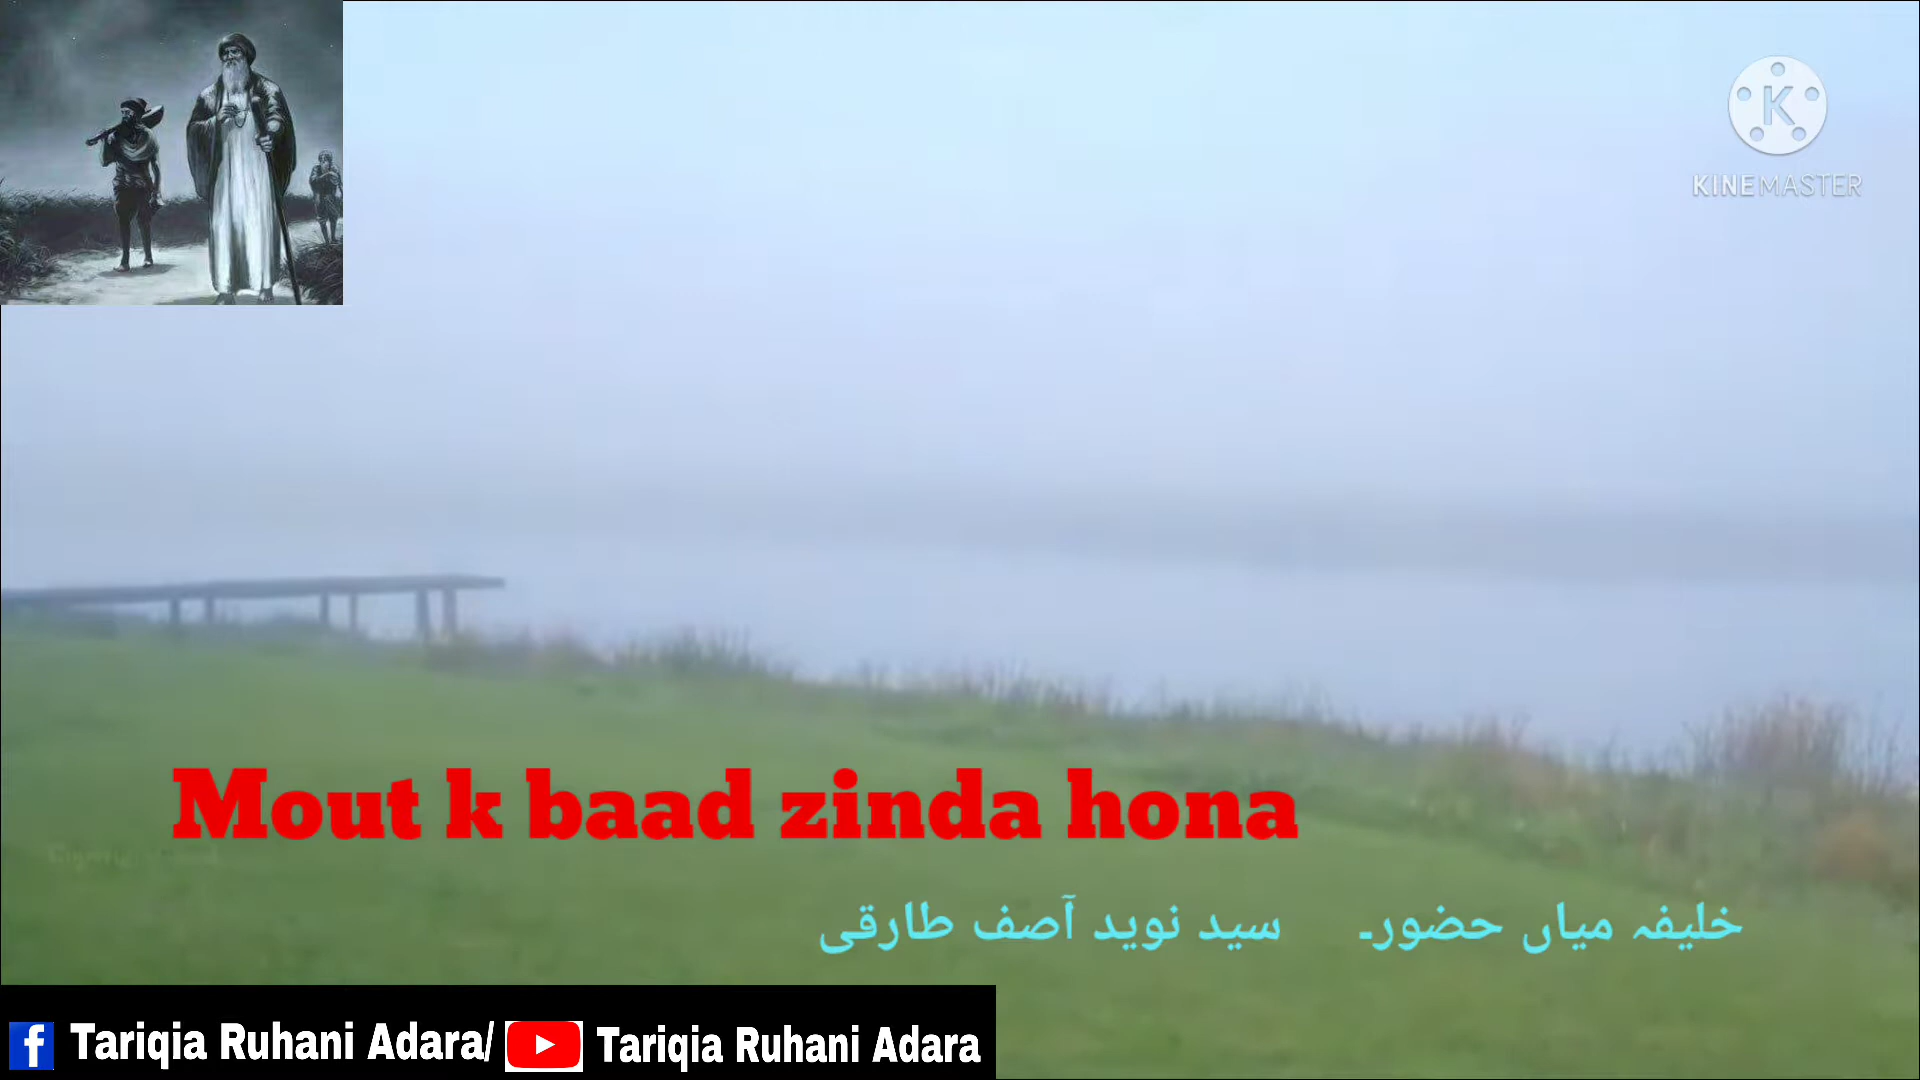 KINEMASTER
Mout k baad zinda hona
خلیفہ میاں حضور۔ سید نوید آصف طارقی
Tariqia Ruhani Adara/ Tariqia Ruhani Adara